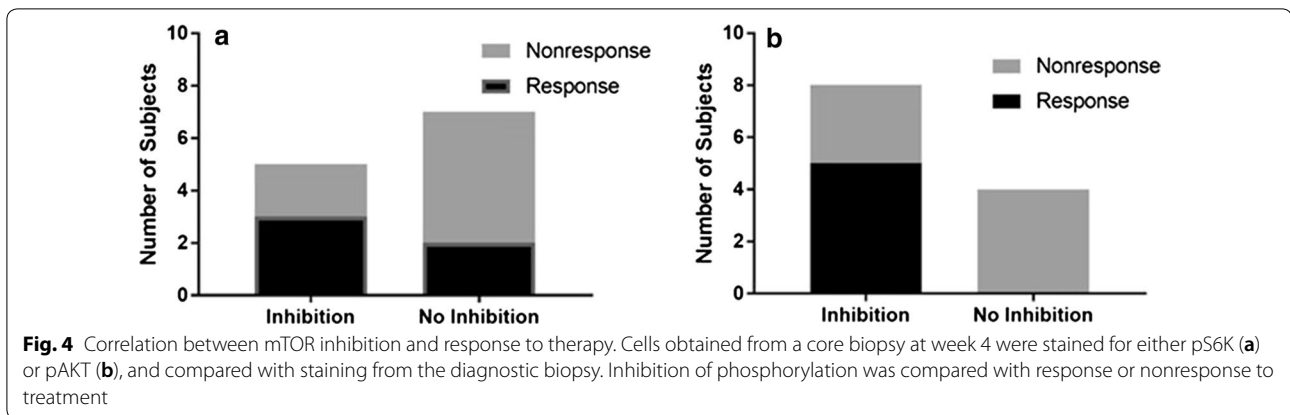 a
10
8
6
4
2
0
Number of Subjects
Nonresponse
Response
Inhibition
No Inhibition
b
10
8
6
4
2
0
Number of Subjects
Nonresponse
Response
Inhibition
No Inhibition
Fig. 4 Correlation between mTOR inhibition and response to therapy. Cells obtained from a core biopsy at week 4 were stained for either pS6K (a)
or pAKT (b), and compared with staining from the diagnostic biopsy. Inhibition of phosphorylation was compared with response or nonresponse to
treatment